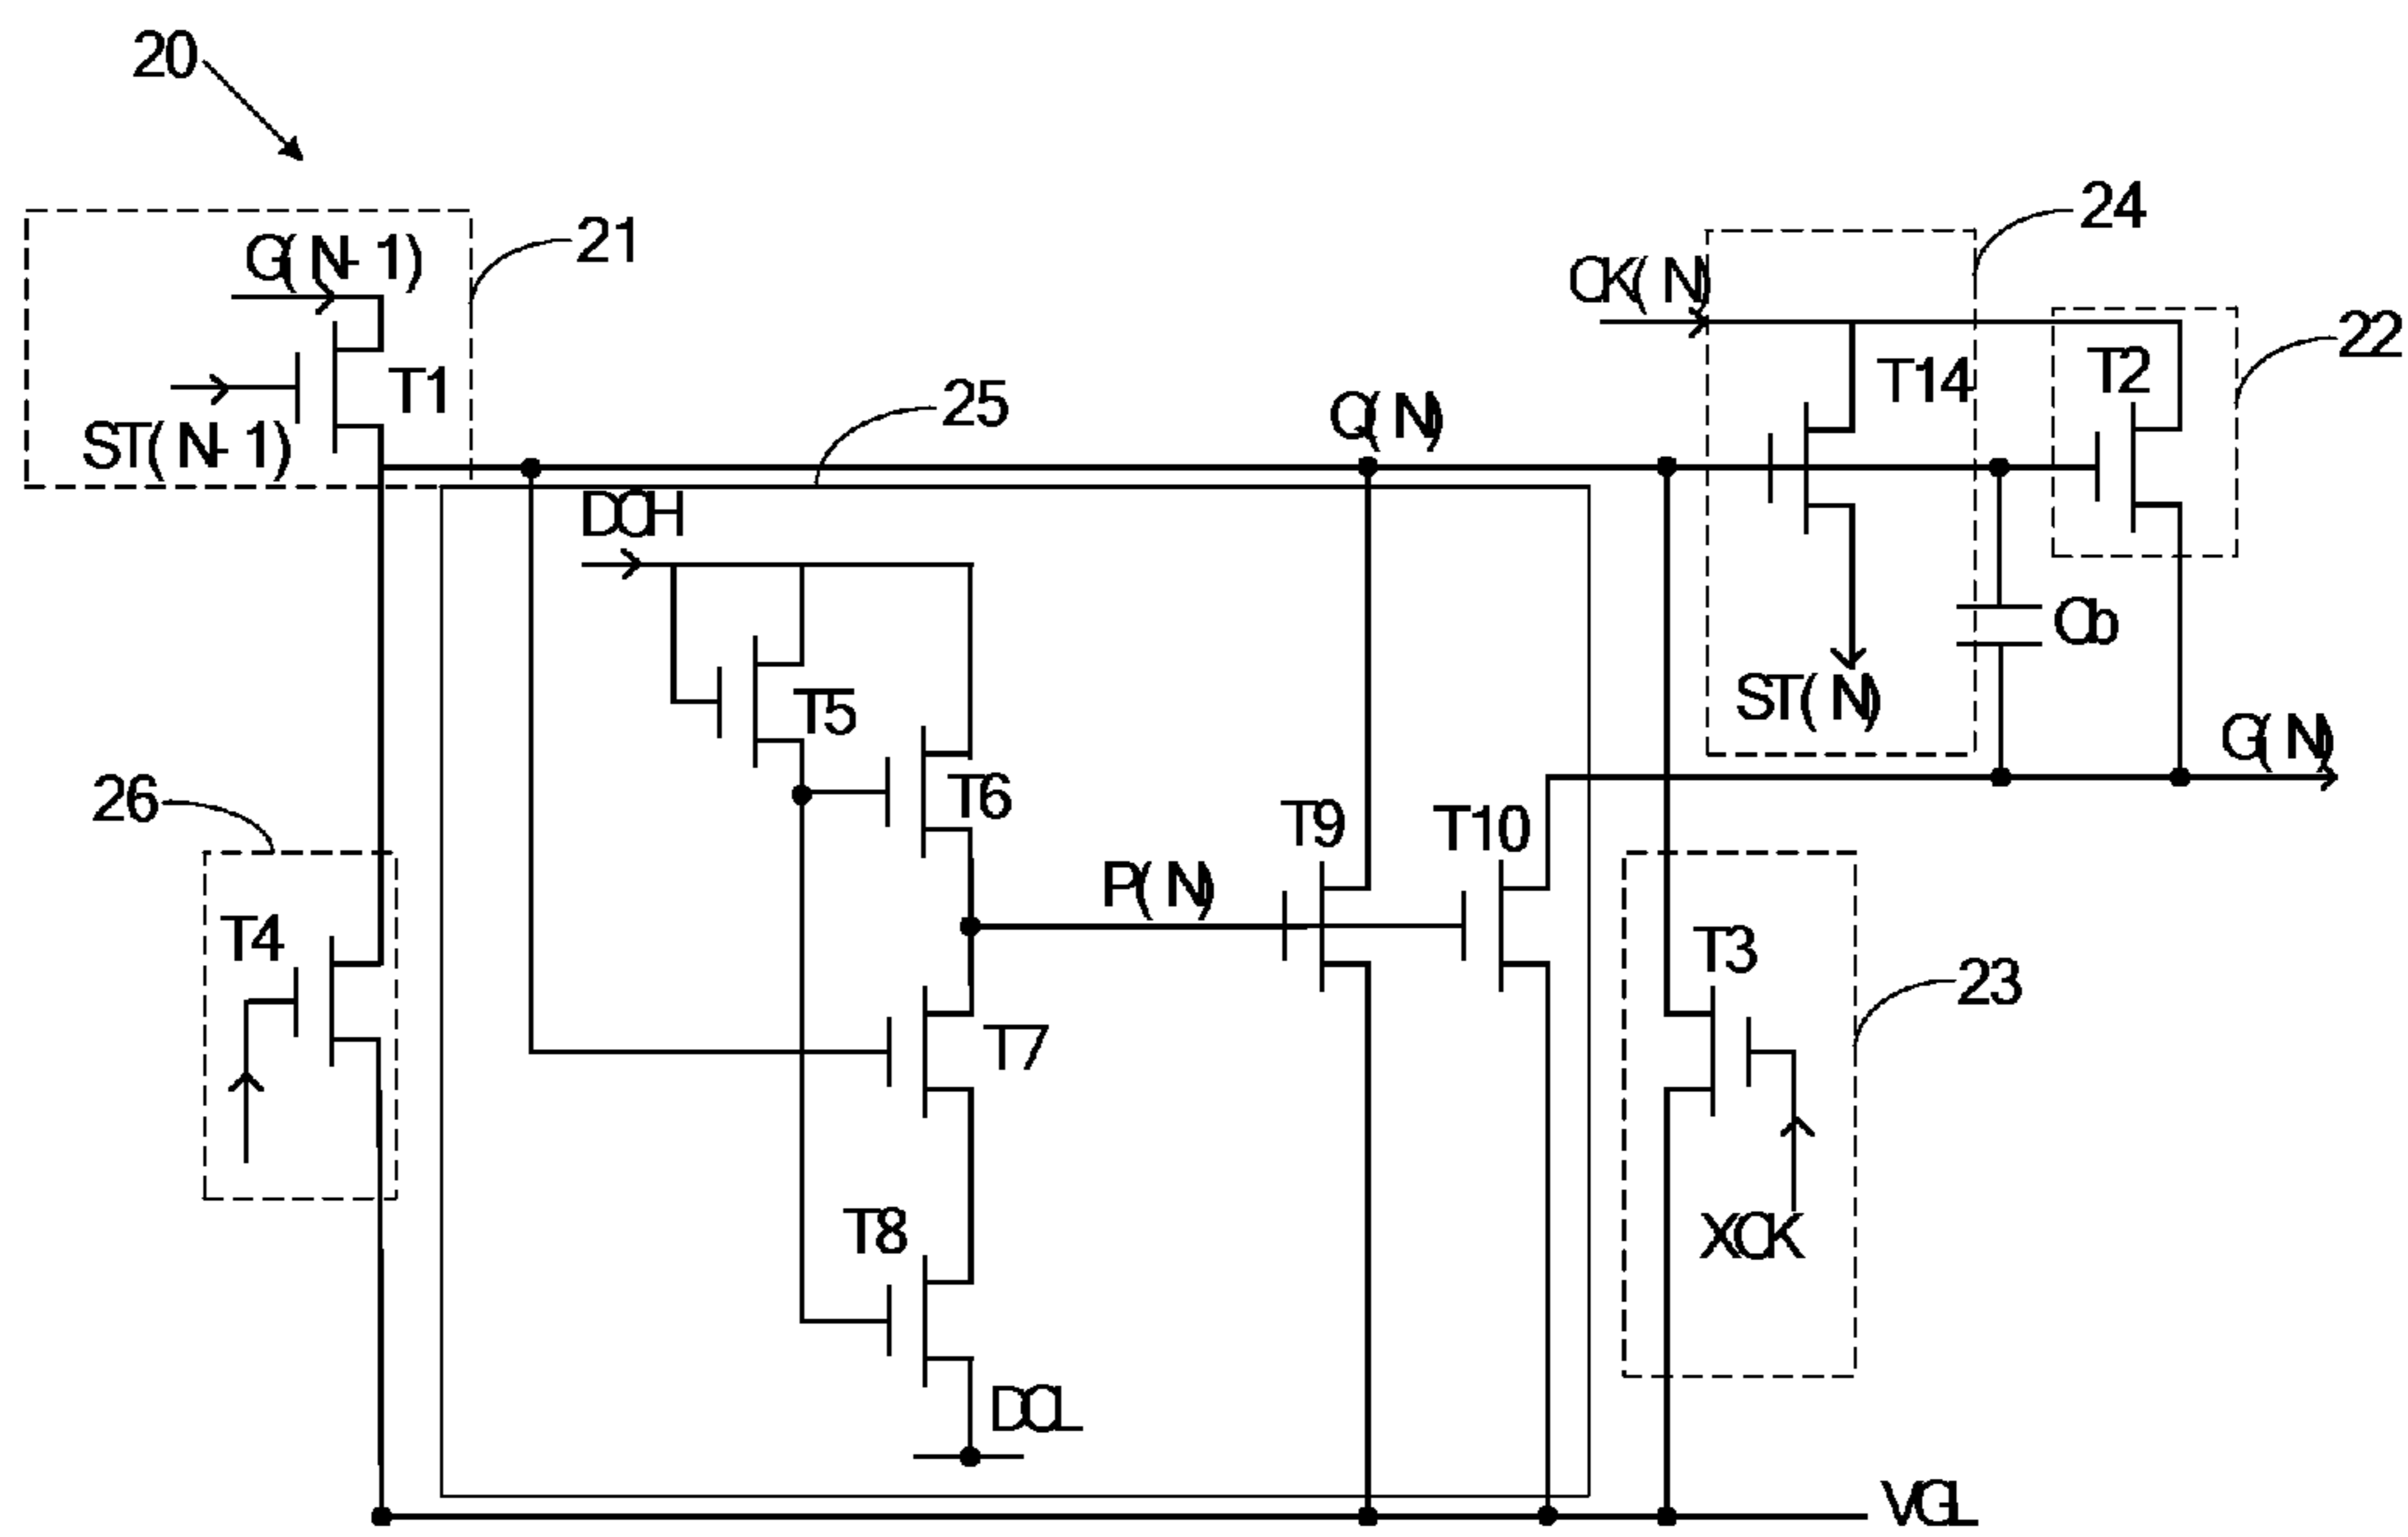 20
24
21
G(N-1)
CK(N)
22
T14
T2
T1
25
Q(N)
ST(N-1)
DCH
Cb
T5
ST(N)
G(N)
26
T6
T9
T10
P(N)
T4
T3
23
T7
T8
XCK
DCL
VGL